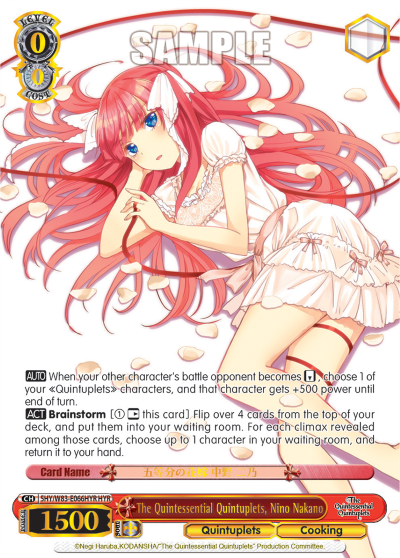 LEVEL
0
0
COST
SAMPLE
AUTO When your other character's battle opponent becomes , choose 1 of
your «Quintuplets» characters, and that character gets +500 power until
end of turn.
ACT Brainstorm [① this card] Flip over 4 cards from the top of your
deck, and put them into your waiting room. For each climax revealed
among those cards, choose up to 1 character in your waiting room, and
return it to your hand.
Card Name
五等分の花嫁 中野 二乃
CH 5HY/W83-E066HYR HYR
The Quintessential Quintuplets, Nino Nakano
The
Quintessential
Quintuplets
POWER
1500
SOUL
Quintuplets
Cooking
©Negi Haruba,KODANSHA/"The Quintessential Quintuplets" Production Committee.